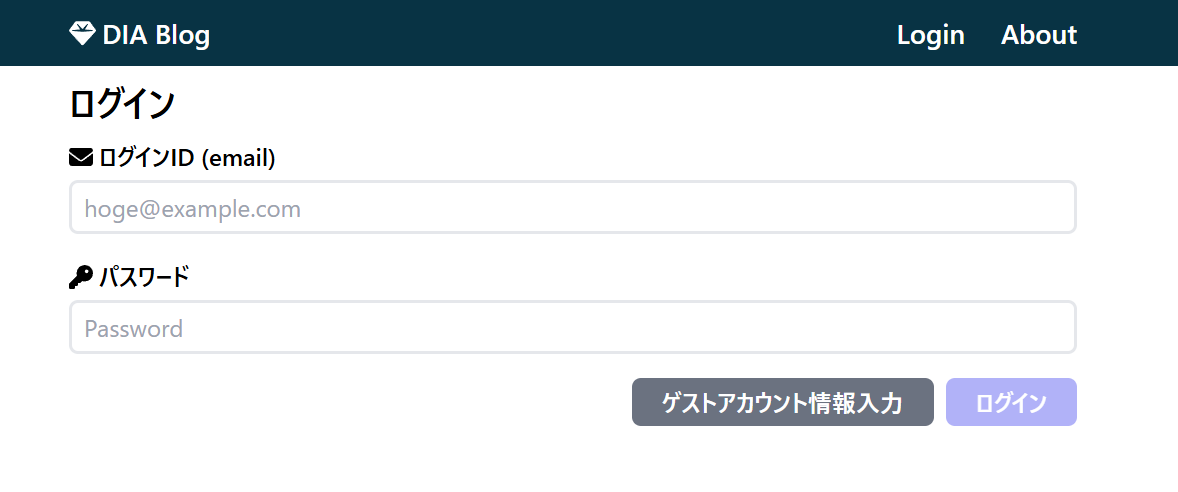 DIA Blog Login About
ログイン
ログインID (email)
hoge@example.com
パスワード
Password
ゲストアカウント情報入力 ログイン